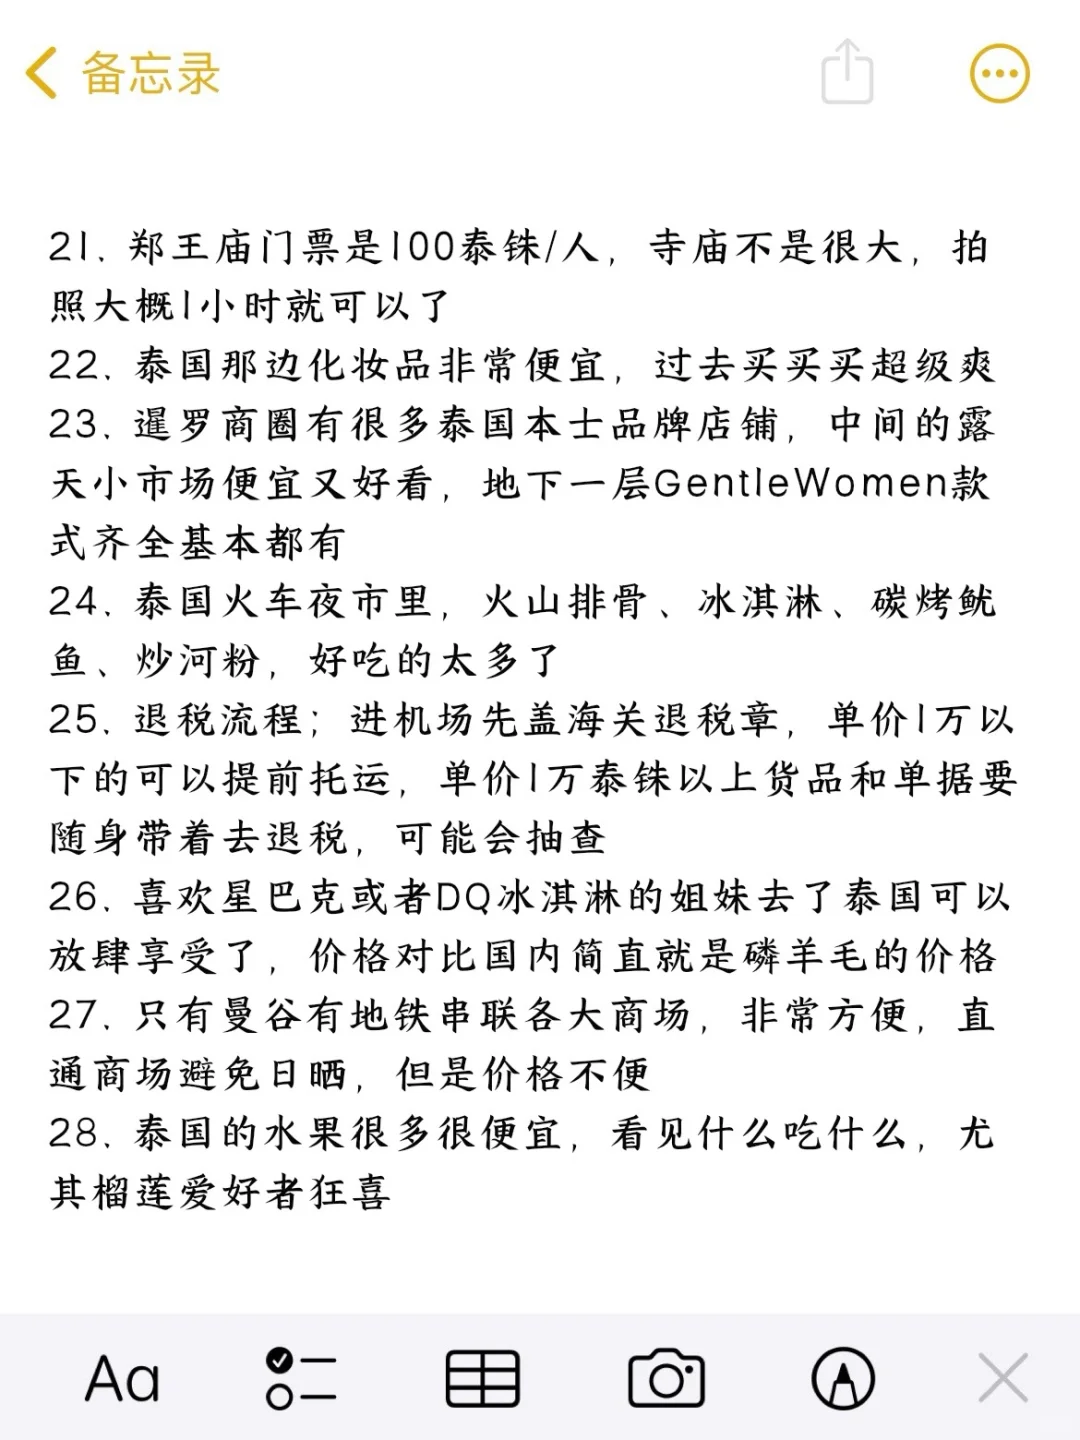 备忘录
21. 郑王庙门票是100泰铢/人，寺庙不是很大，拍
照大概1小时就可以了
22. 泰国那边化妆品非常便宜，过去买买买超级爽
23. 暹罗商圈有很多泰国本土品牌店铺，中间的露
天小市场便宜又好看，地下一层GentleWomen款
式齐全基本都有
24. 泰国火车夜市里，火山排骨、冰淇淋、碳烤鱿
鱼、炒河粉，好吃的太多了
25. 退税流程；进机场先盖海关退税章，单价1万以
下的可以提前托运，单价1万泰铢以上货品和单据要
随身带着去退税，可能会抽查
26. 喜欢星巴克或者DQ冰淇淋的姐妹去了泰国可以
放肆享受了，价格对比国内简直就是磷羊毛的价格
27. 只有曼谷有地铁串联各大商场，非常方便，直
通商场避免日晒，但是价格不便
28. 泰国的水果很多很便宜，看见什么吃什么，尤
其榴莲爱好者狂喜
Aa